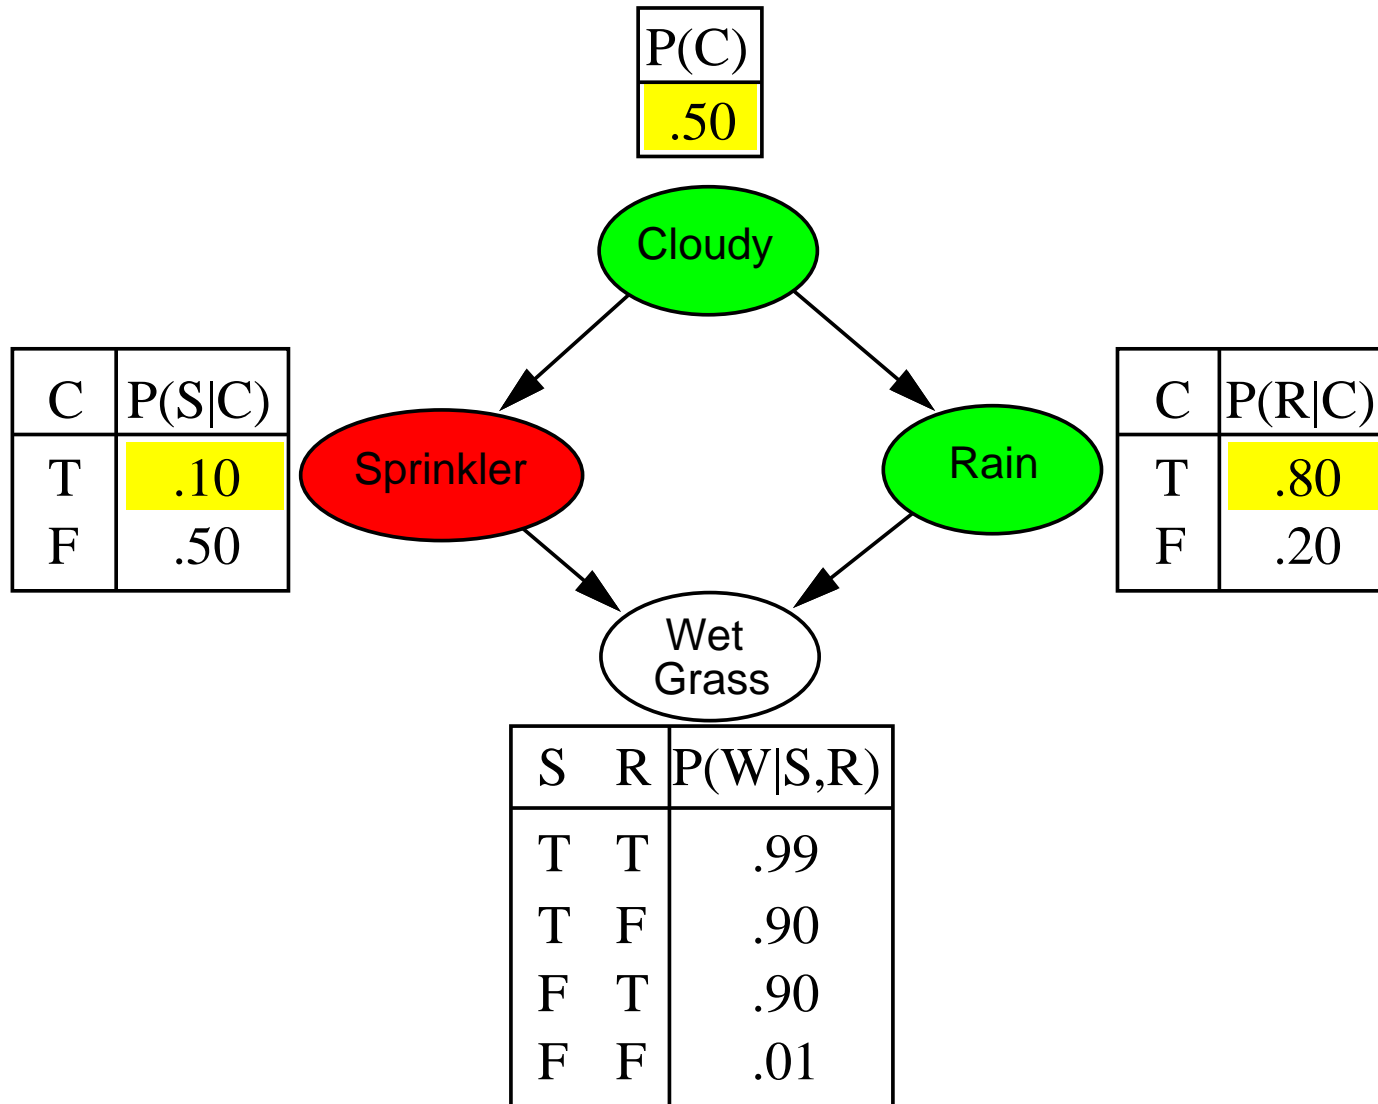 P(C)
.50
Cloudy
C P(S|C)
T .10
F .50
Sprinkler
Rain
C P(R|C)
T .80
F .20
Wet
Grass
S R P(W|S,R)
T T .99
T F .90
F T .90
F F .01